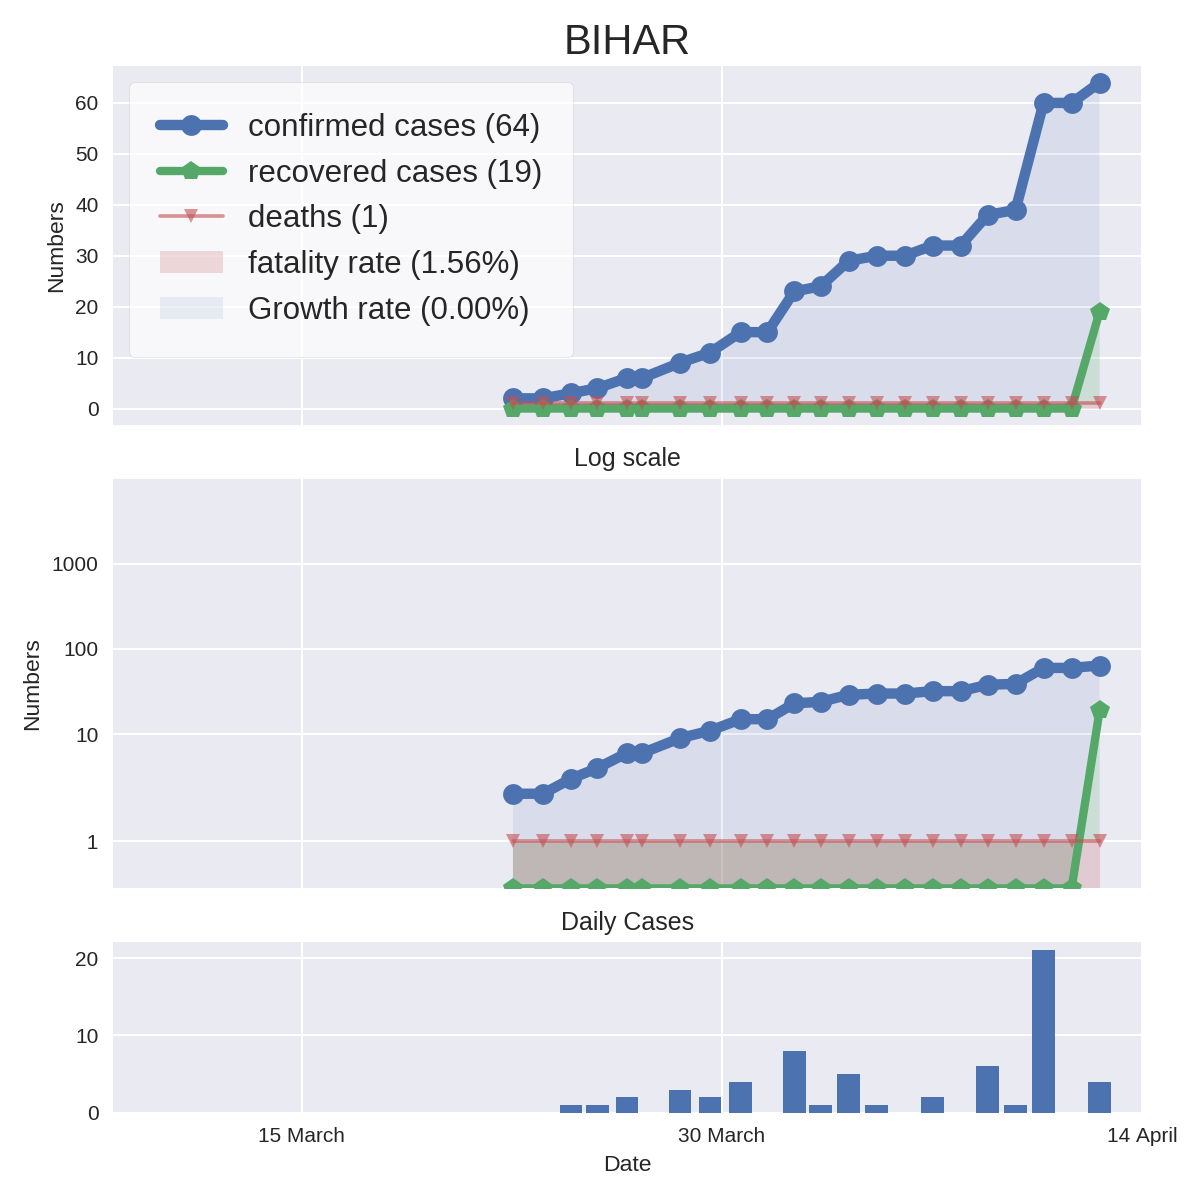 BIHAR
60
50
40
30
20
10
0
Numbers
confirmed cases (64)
recovered cases (19)
deaths (1)
fatality rate (1.56%)
Growth rate (0.00%)
Log scale
1000
100
10
1
Numbers
Daily Cases
20
10
0
15 March 30 March 14 April
Date